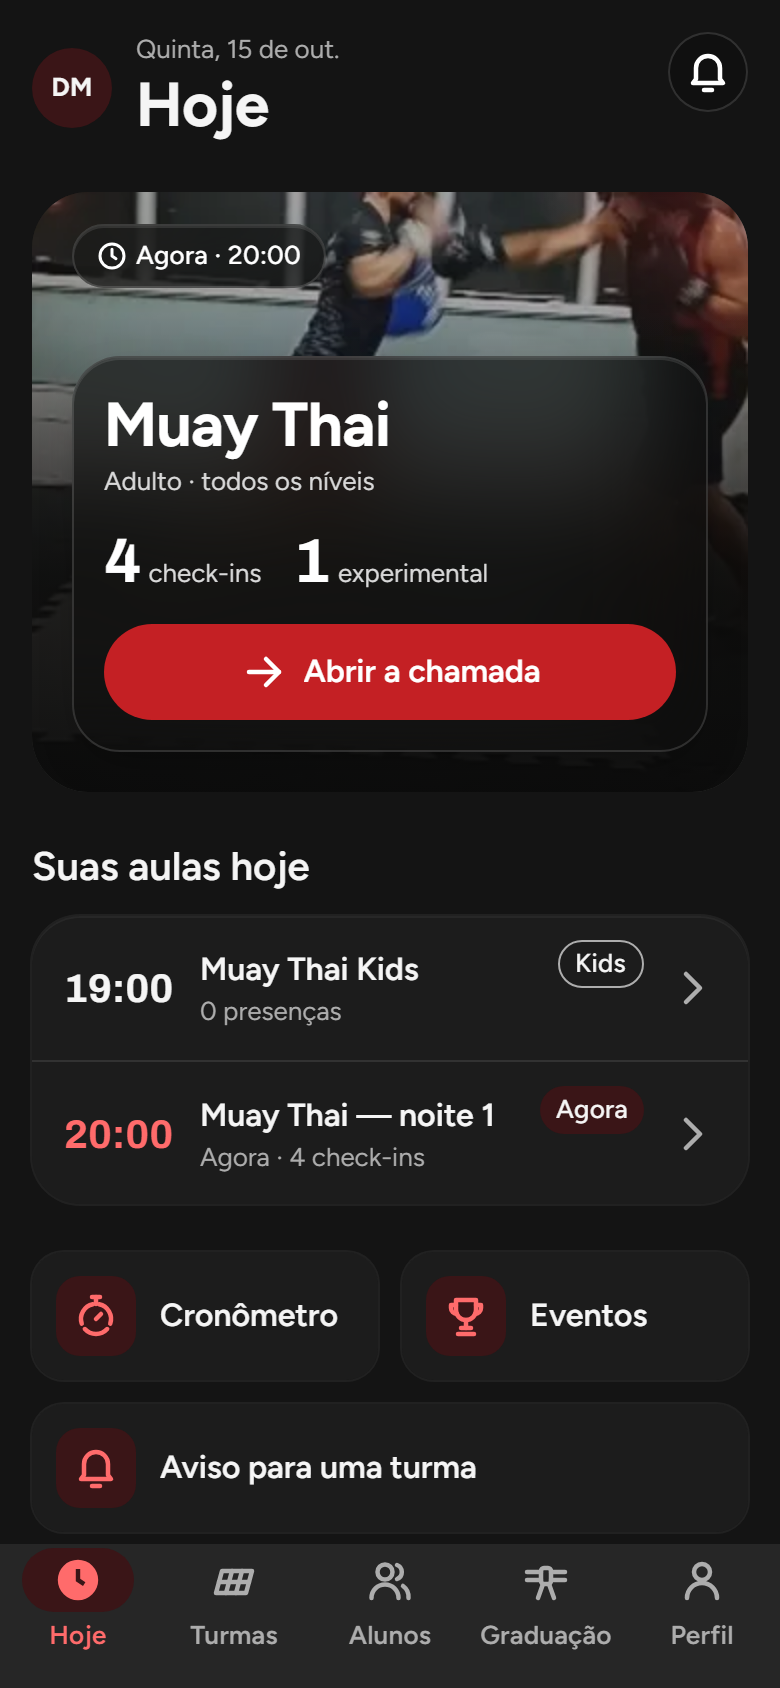 Quinta, 15 de out.
DM
Hoje
Agora · 20:00
Muay Thai
Adulto · todos os níveis
4 check-ins 1 experimental
Abrir a chamada
Suas aulas hoje
19:00 Muay Thai Kids Kids
0 presenças
20:00 Muay Thai — noite 1 Agora
Agora · 4 check-ins
Cronômetro Eventos
Aviso para uma turma
Hoje Turmas Alunos Graduação Perfil